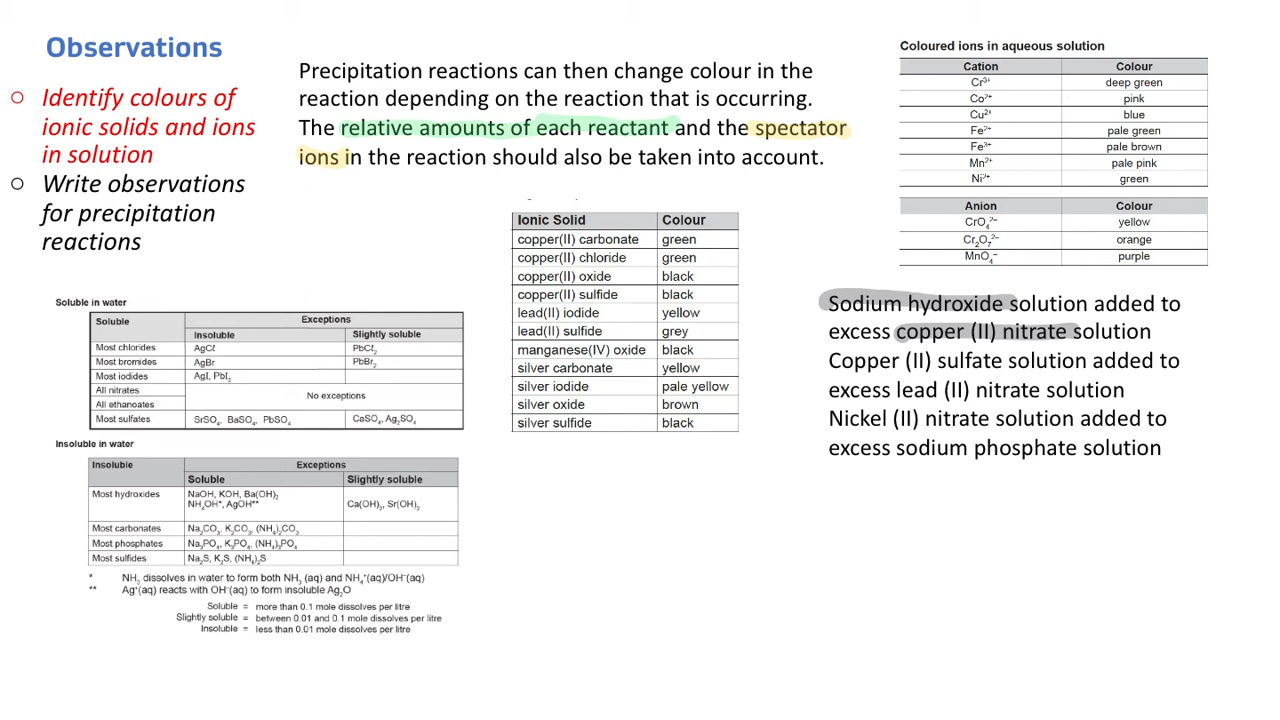 Observations
○ Identify colours of
ionic solids and ions
in solution
○ Write observations
for precipitation
reactions
Precipitation reactions can then change colour in the
reaction depending on the reaction that is occurring.
The relative amounts of each reactant and the spectator
ions in the reaction should also be taken into account.
Coloured ions in aqueous solution
Cation Colour
Cr³⁺ deep green
Co²⁺ pink
Cu²⁺ blue
Fe²⁺ pale green
Fe³⁺ pale brown
Mn²⁺ pale pink
Ni²⁺ green
Anion Colour
CrO₄²⁻ yellow
Cr₂O₇²⁻ orange
MnO₄⁻ purple
Ionic Solid Colour
copper(II) carbonate green
copper(II) chloride green
copper(II) oxide black
copper(II) sulfide black
lead(II) iodide yellow
lead(II) sulfide grey
manganese(IV) oxide black
silver carbonate yellow
silver iodide pale yellow
silver oxide brown
silver sulfide black
Sodium hydroxide solution added to
excess copper (II) nitrate solution
Copper (II) sulfate solution added to
excess lead (II) nitrate solution
Nickel (II) nitrate solution added to
excess sodium phosphate solution
Soluble in water
Soluble Exceptions
Insoluble Slightly soluble
Most chlorides AgCℓ PbCℓ₂
Most bromides AgBr PbBr₂
Most iodides AgI, PbI₂
All nitrates No exceptions
All ethanoates
Most sulfates SrSO₄, BaSO₄, PbSO₄ CaSO₄, Ag₂SO₄
Insoluble in water
Insoluble Exceptions
Soluble Slightly soluble
Most hydroxides NaOH, KOH, Ba(OH)₂
NH₄OH*, AgOH** Ca(OH)₂, Sr(OH)₂
Most carbonates Na₂CO₃, K₂CO₃, (NH₄)₂CO₃
Most phosphates Na₃PO₄, K₃PO₄, (NH₄)₃PO₄
Most sulfides Na₂S, K₂S, (NH₄)₂S
* NH₃ dissolves in water to form both NH₃ (aq) and NH₄⁺(aq)/OH⁻(aq)
** Ag⁺(aq) reacts with OH⁻(aq) to form insoluble Ag₂O
Soluble = more than 0.1 mole dissolves per litre
Slightly soluble = between 0.01 and 0.1 mole dissolves per litre
Insoluble = less than 0.01 mole dissolves per litre